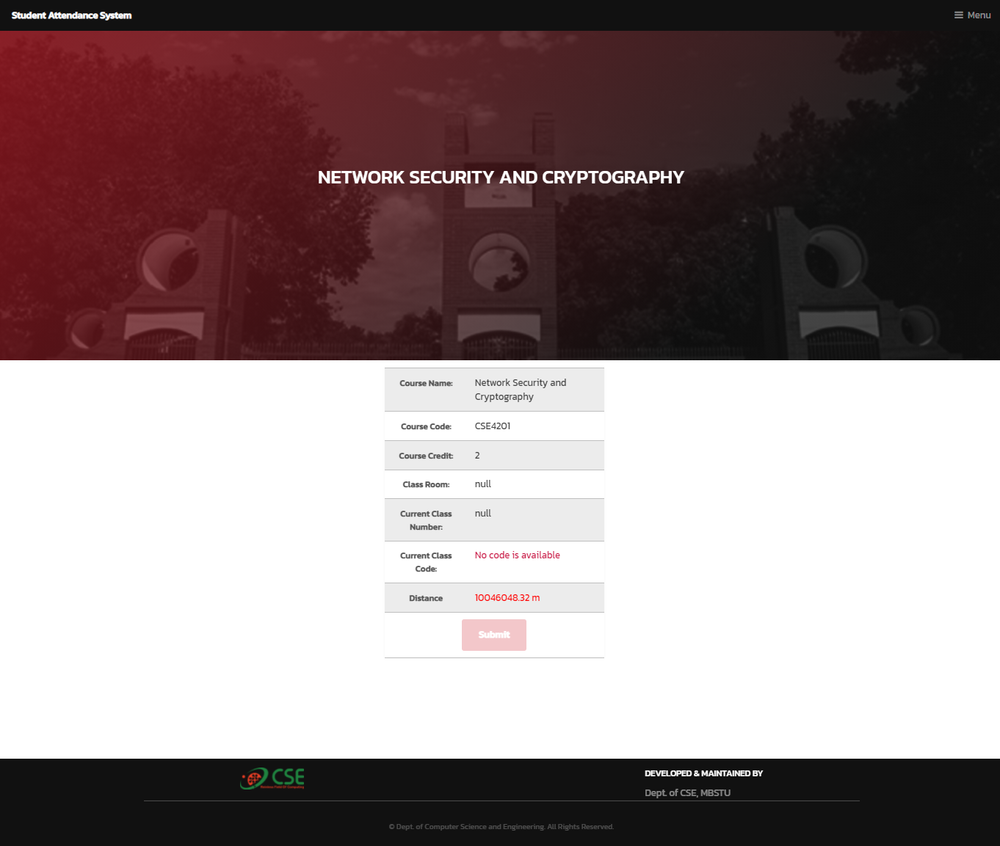 Student Attendance System
Menu
NETWORK SECURITY AND CRYPTOGRAPHY
Course Name: Network Security and
Cryptography
Course Code: CSE4201
Course Credit: 2
Class Room: null
Current Class null
Number:
Current Class No code is available
Code:
Distance 10046048.32 m
Submit
CSE
DEVELOPED & MAINTAINED BY
Dept. of CSE, MBSTU
© Dept. of Computer Science and Engineering. All Rights Reserved.